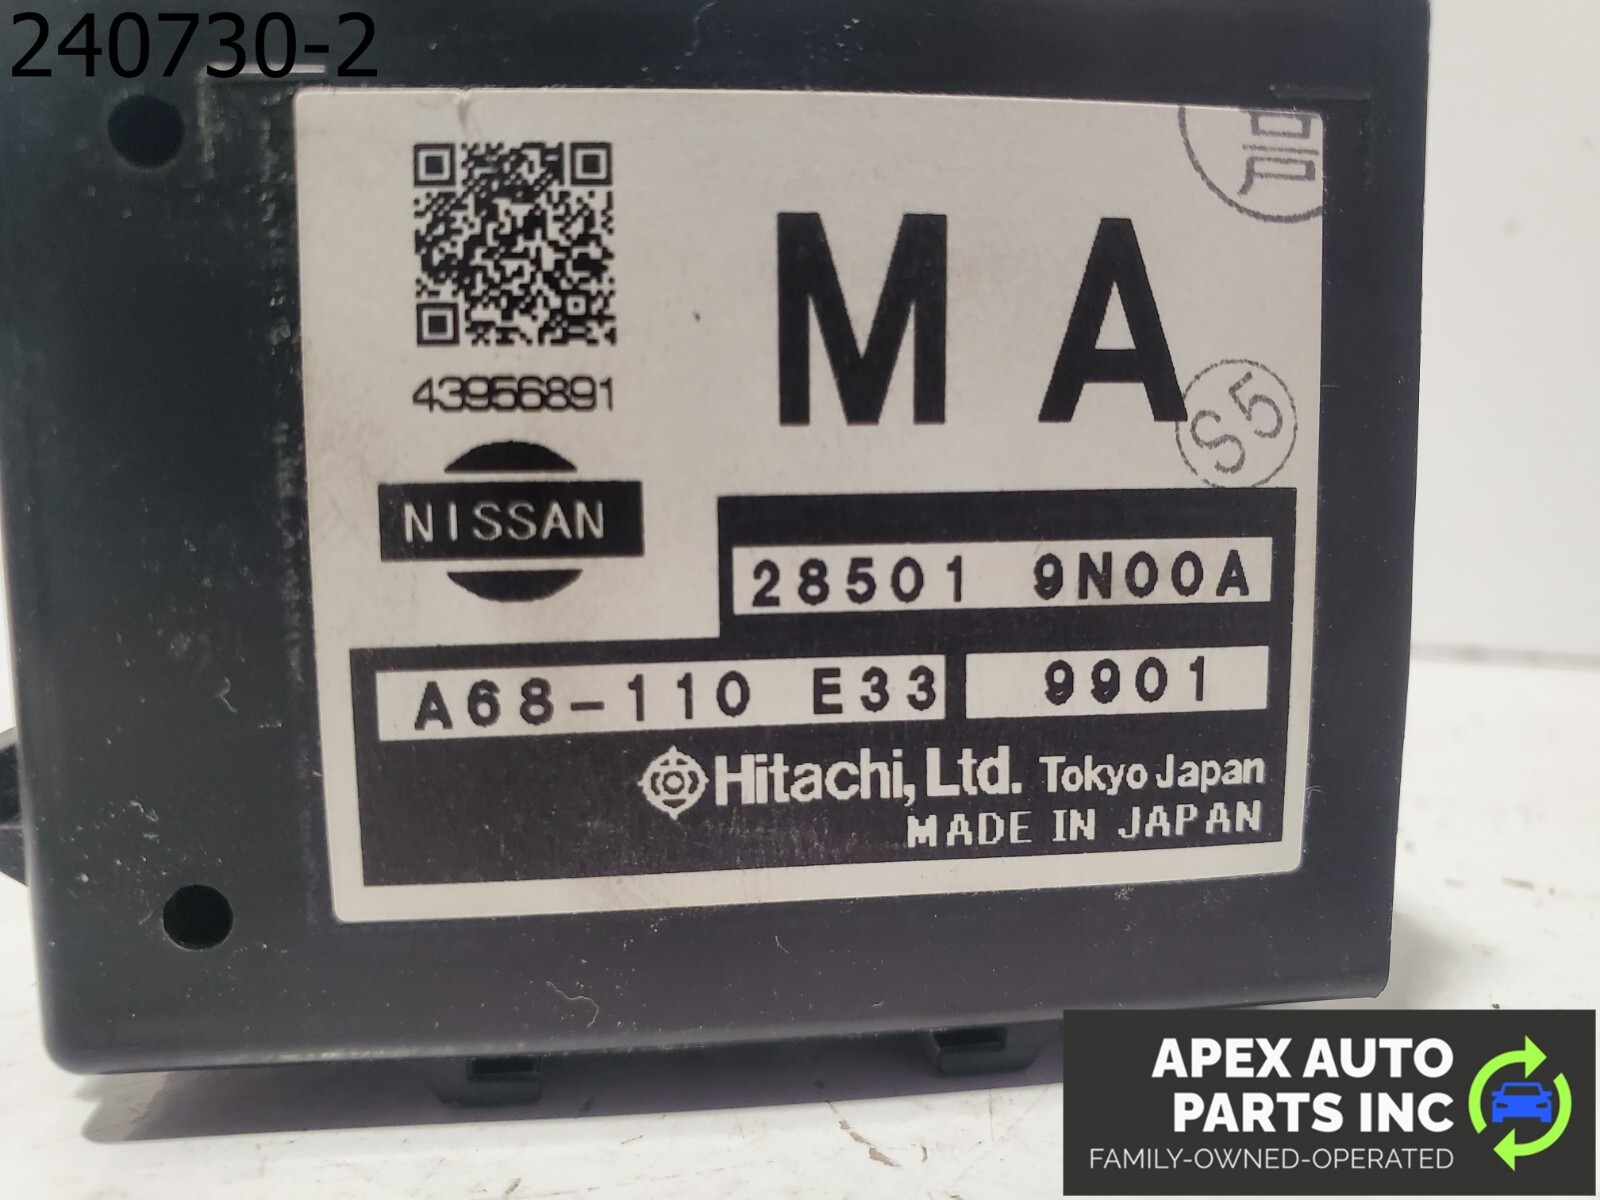 240730-2
戸
M A
43956891
S5
NISSAN
28501 9N00A
A68-110 E33 9901
Hitachi, Ltd. Tokyo Japan
MADE IN JAPAN
APEX AUTO
PARTS INC
FAMILY-OWNED-OPERATED